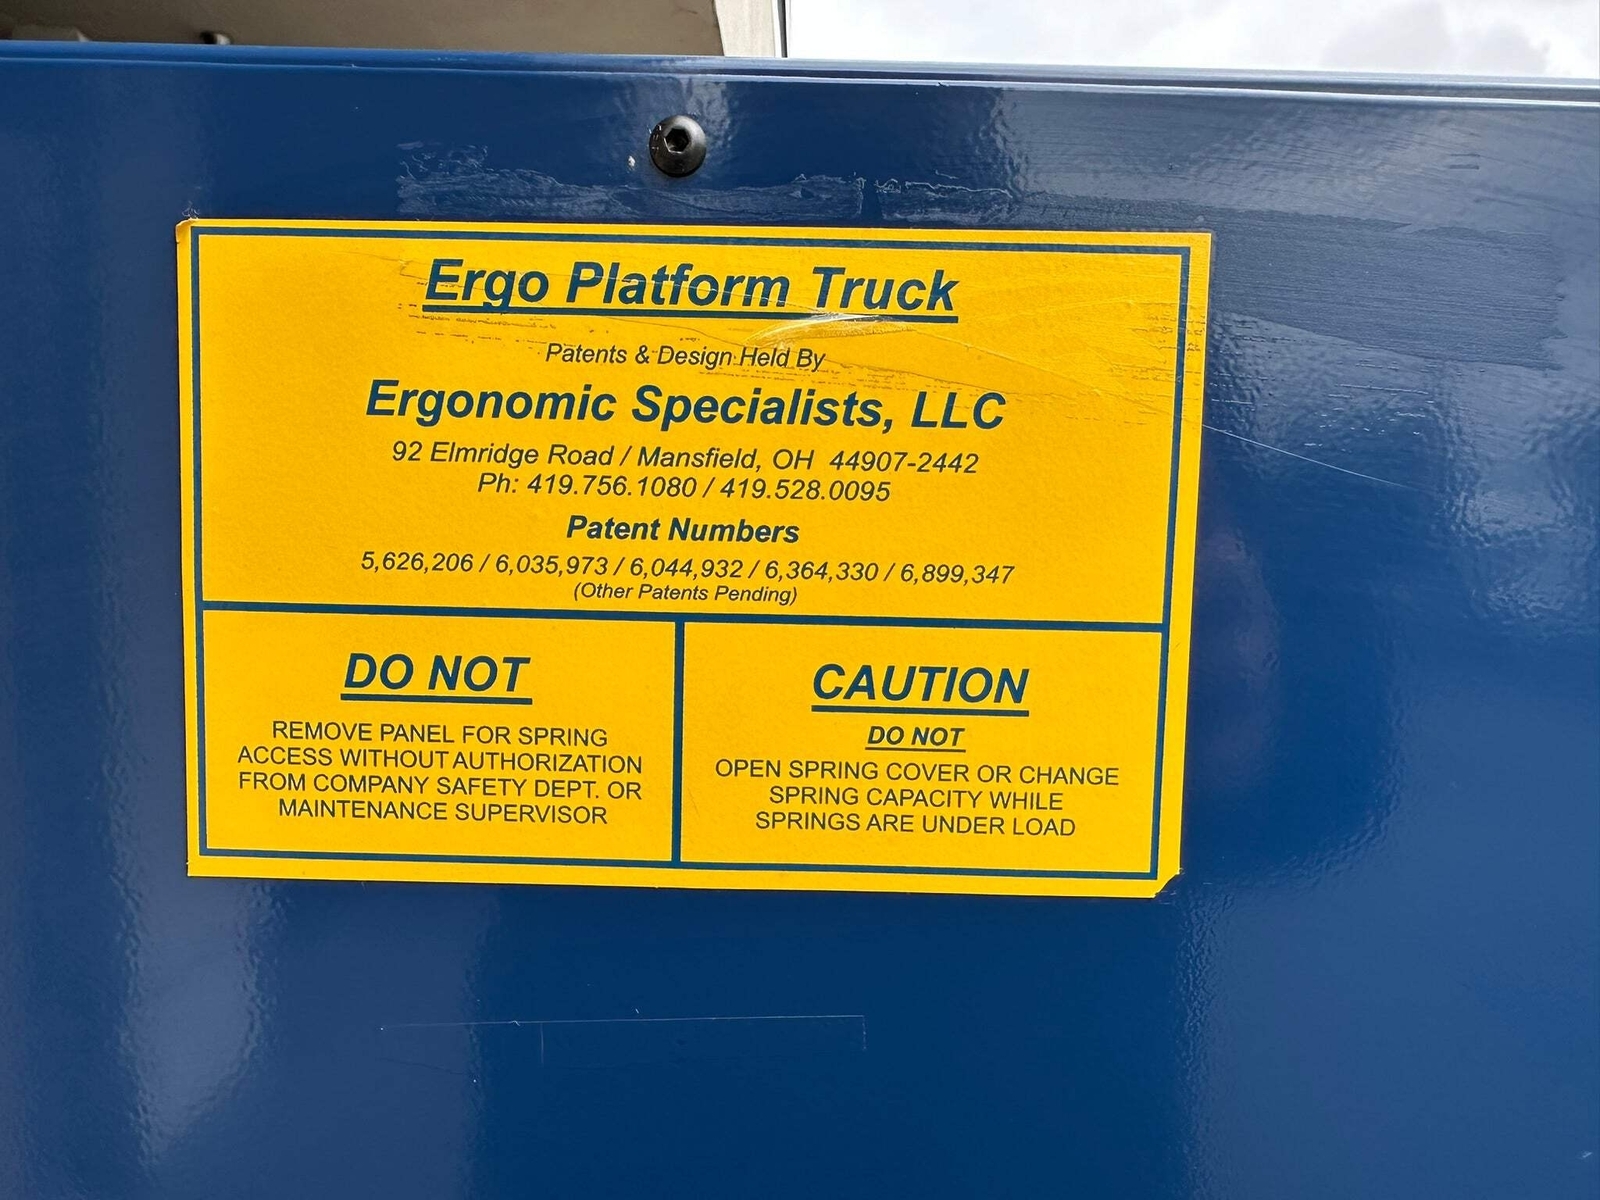 Ergo Platform Truck
Patents & Design Held By
Ergonomic Specialists, LLC
92 Elmridge Road / Mansfield, OH 44907-2442
Ph: 419.756.1080 / 419.528.0095
Patent Numbers
5,626,206 / 6,035,973 / 6,044,932 / 6,364,330 / 6,899,347
(Other Patents Pending)
DO NOT
REMOVE PANEL FOR SPRING
ACCESS WITHOUT AUTHORIZATION
FROM COMPANY SAFETY DEPT. OR
MAINTENANCE SUPERVISOR
CAUTION
DO NOT
OPEN SPRING COVER OR CHANGE
SPRING CAPACITY WHILE
SPRINGS ARE UNDER LOAD